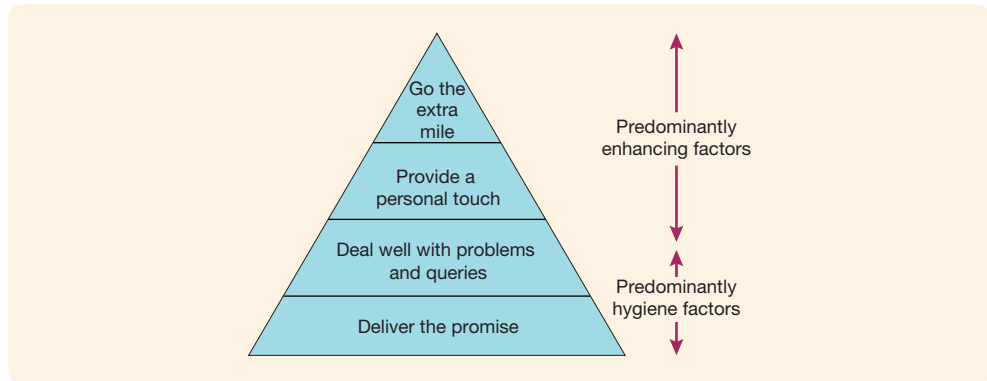 Go the
extra
mile
Predominantly
enhancing factors
Provide a
personal touch
Deal well with problems
and queries
Predominantly
hygiene factors
Deliver the promise